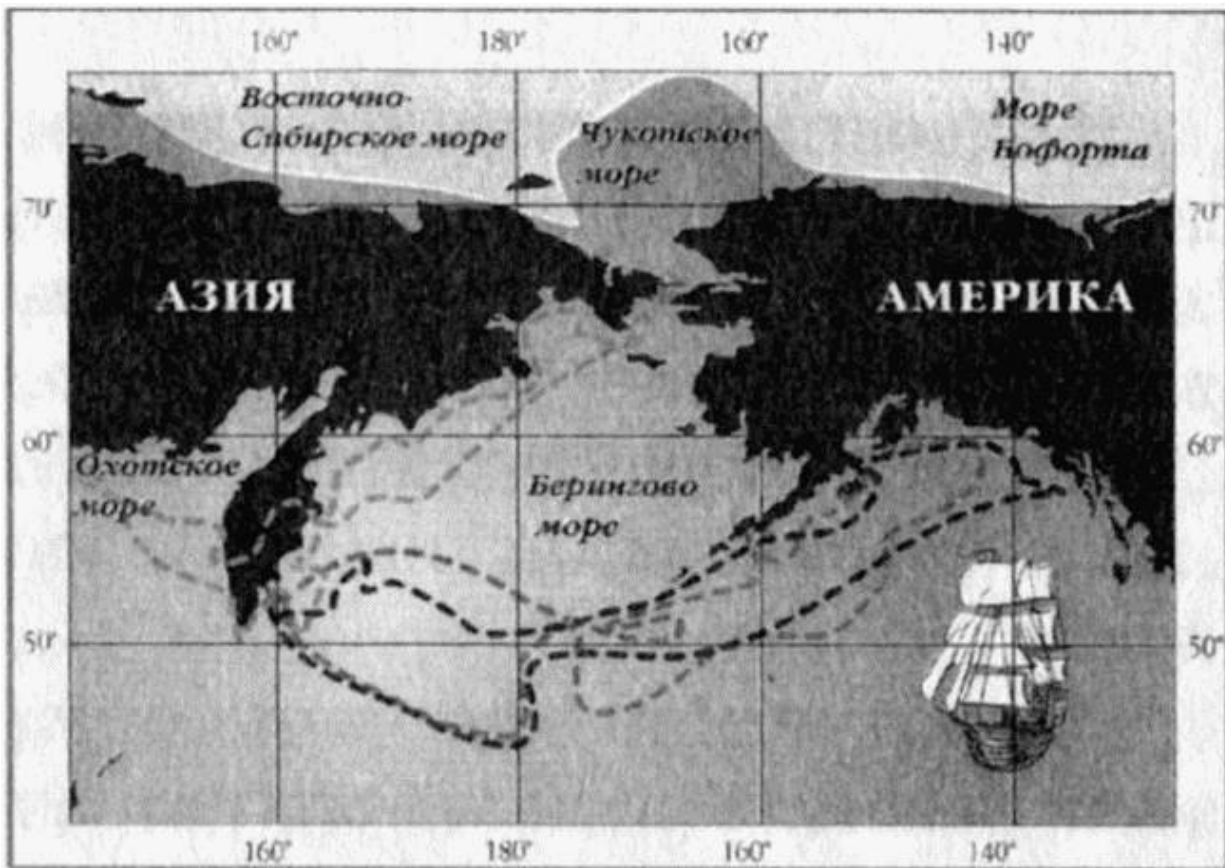 160°
180°
160°
140°
Восточно-
Сибирское море
Чукотское
море
Море
Бофорта
70°
70°
АЗИЯ
АМЕРИКА
60°
60°
Охотское
море
Берингово
море
50°
50°
160°
180°
160°
140°